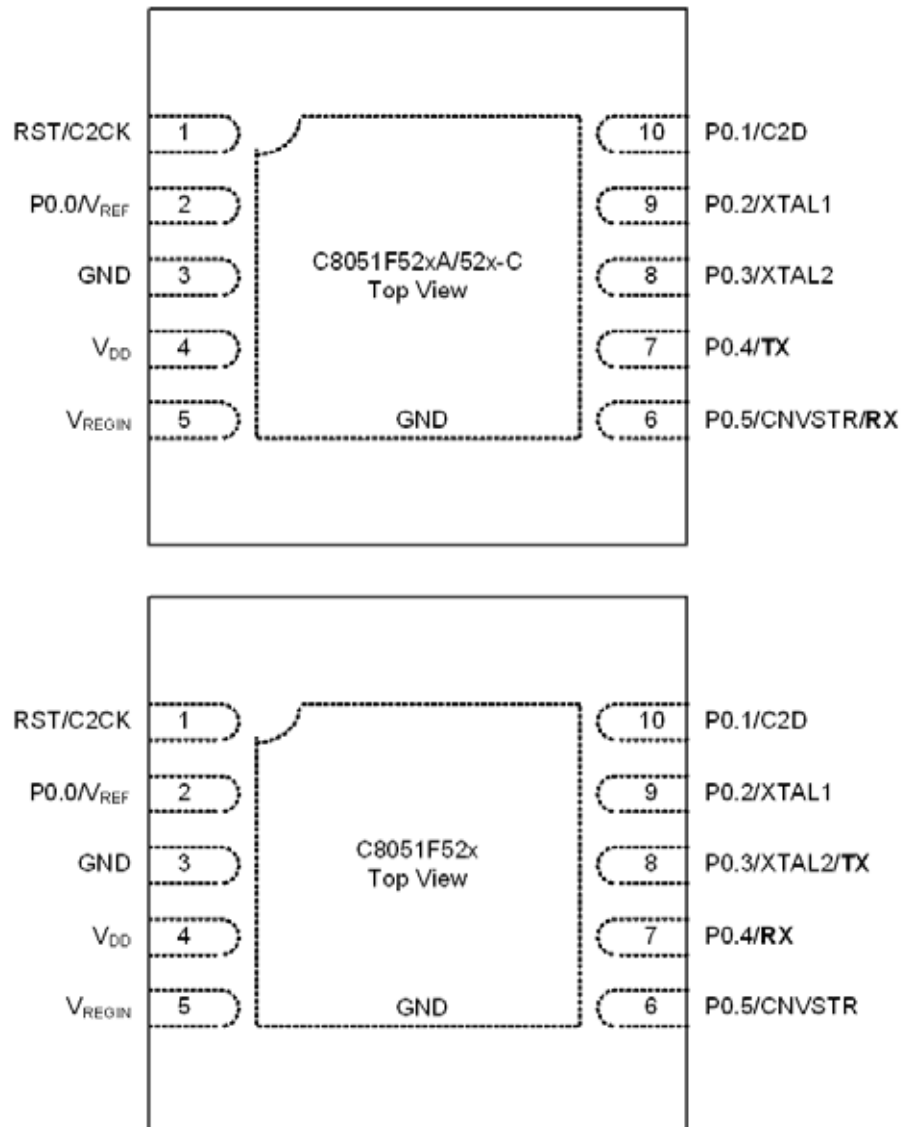 RST/C2CK 1 10 P0.1/C2D
P0.0/VREF 2 9 P0.2/XTAL1
GND 3 C8051F52xA/52x-C 8 P0.3/XTAL2
Top View
VDD 4 7 P0.4/TX
VREGIN 5 GND 6 P0.5/CNVSTR/RX
RST/C2CK 1 10 P0.1/C2D
P0.0/VREF 2 9 P0.2/XTAL1
GND 3 C8051F52x 8 P0.3/XTAL2/TX
Top View
VDD 4 7 P0.4/RX
VREGIN 5 GND 6 P0.5/CNVSTR